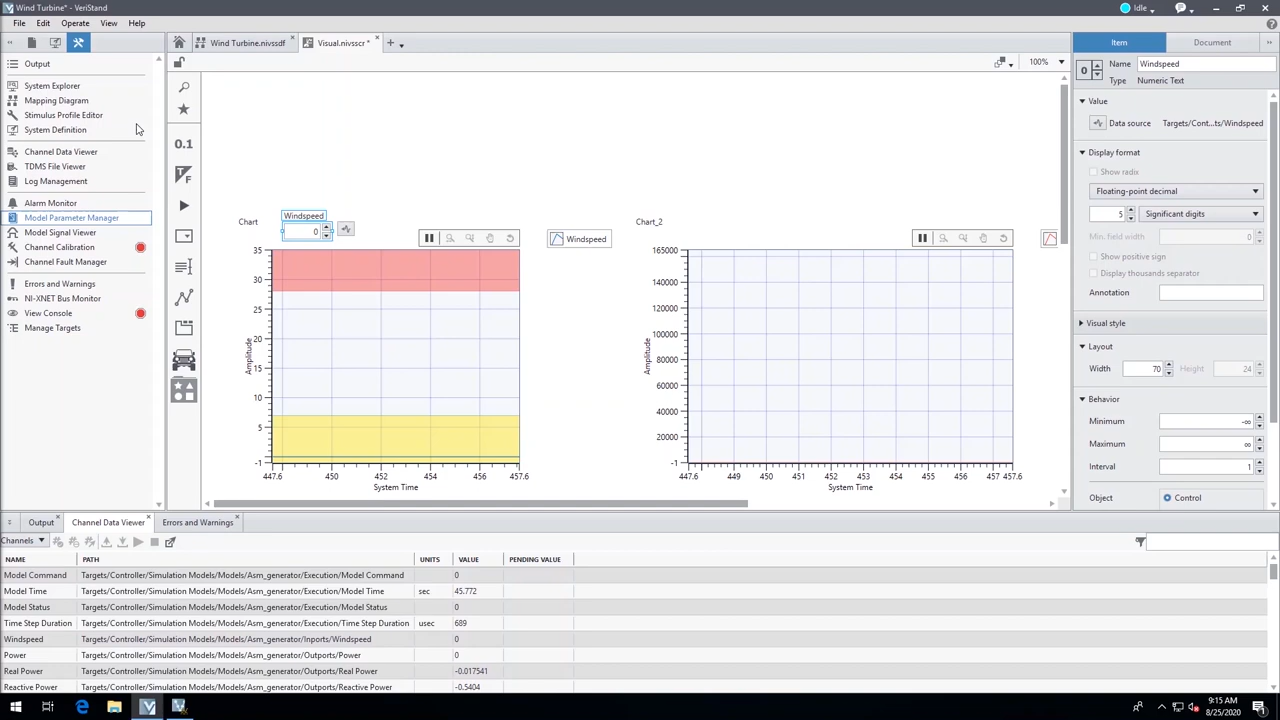 Wind Turbine* - VeriStand
Idle
File Edit Operate View Help
Wind Turbine.nivssdf Visual.nivsscr *
Item Document
100%
Output
System Explorer
Mapping Diagram
Stimulus Profile Editor
System Definition
Channel Data Viewer
TDMS File Viewer
Log Management
Alarm Monitor
Model Parameter Manager
Model Signal Viewer
Channel Calibration
Channel Fault Manager
Errors and Warnings
NI-XNET Bus Monitor
View Console
Manage Targets
0.1
Chart
Windspeed
0
Windspeed
35
30
25
20
15
10
5
-1
Amplitude
447.6 450 452 454 456 457.6
System Time
Chart_2
165000
140000
120000
100000
80000
60000
40000
20000
-1
Amplitude
447.6 449 450 451 452 453 454 455 456 457.6
System Time
0
Name Windspeed
Type Numeric Text
Value
Data source Targets/Cont...ts/Windspeed
Display format
Show radix
Floating-point decimal
5 Significant digits
Min. field width 0
Show positive sign
Display thousands separator
Annotation
Visual style
Layout
Width 70 Height 24
Behavior
Minimum -∞
Maximum ∞
Interval 1
Object Control
Output Channel Data Viewer Errors and Warnings
Channels
NAME PATH UNITS VALUE PENDING VALUE
Model Command Targets/Controller/Simulation Models/Models/Asm_generator/Execution/Model Command 0
Model Time Targets/Controller/Simulation Models/Models/Asm_generator/Execution/Model Time sec 45.772
Model Status Targets/Controller/Simulation Models/Models/Asm_generator/Execution/Model Status 0
Time Step Duration Targets/Controller/Simulation Models/Models/Asm_generator/Execution/Time Step Duration usec 689
Windspeed Targets/Controller/Simulation Models/Models/Asm_generator/Inports/Windspeed 0
Power Targets/Controller/Simulation Models/Models/Asm_generator/Outports/Power 0
Real Power Targets/Controller/Simulation Models/Models/Asm_generator/Outports/Real Power -0.017541
Reactive Power Targets/Controller/Simulation Models/Models/Asm_generator/Outports/Reactive Power -0.5404
9:15 AM
8/25/2020